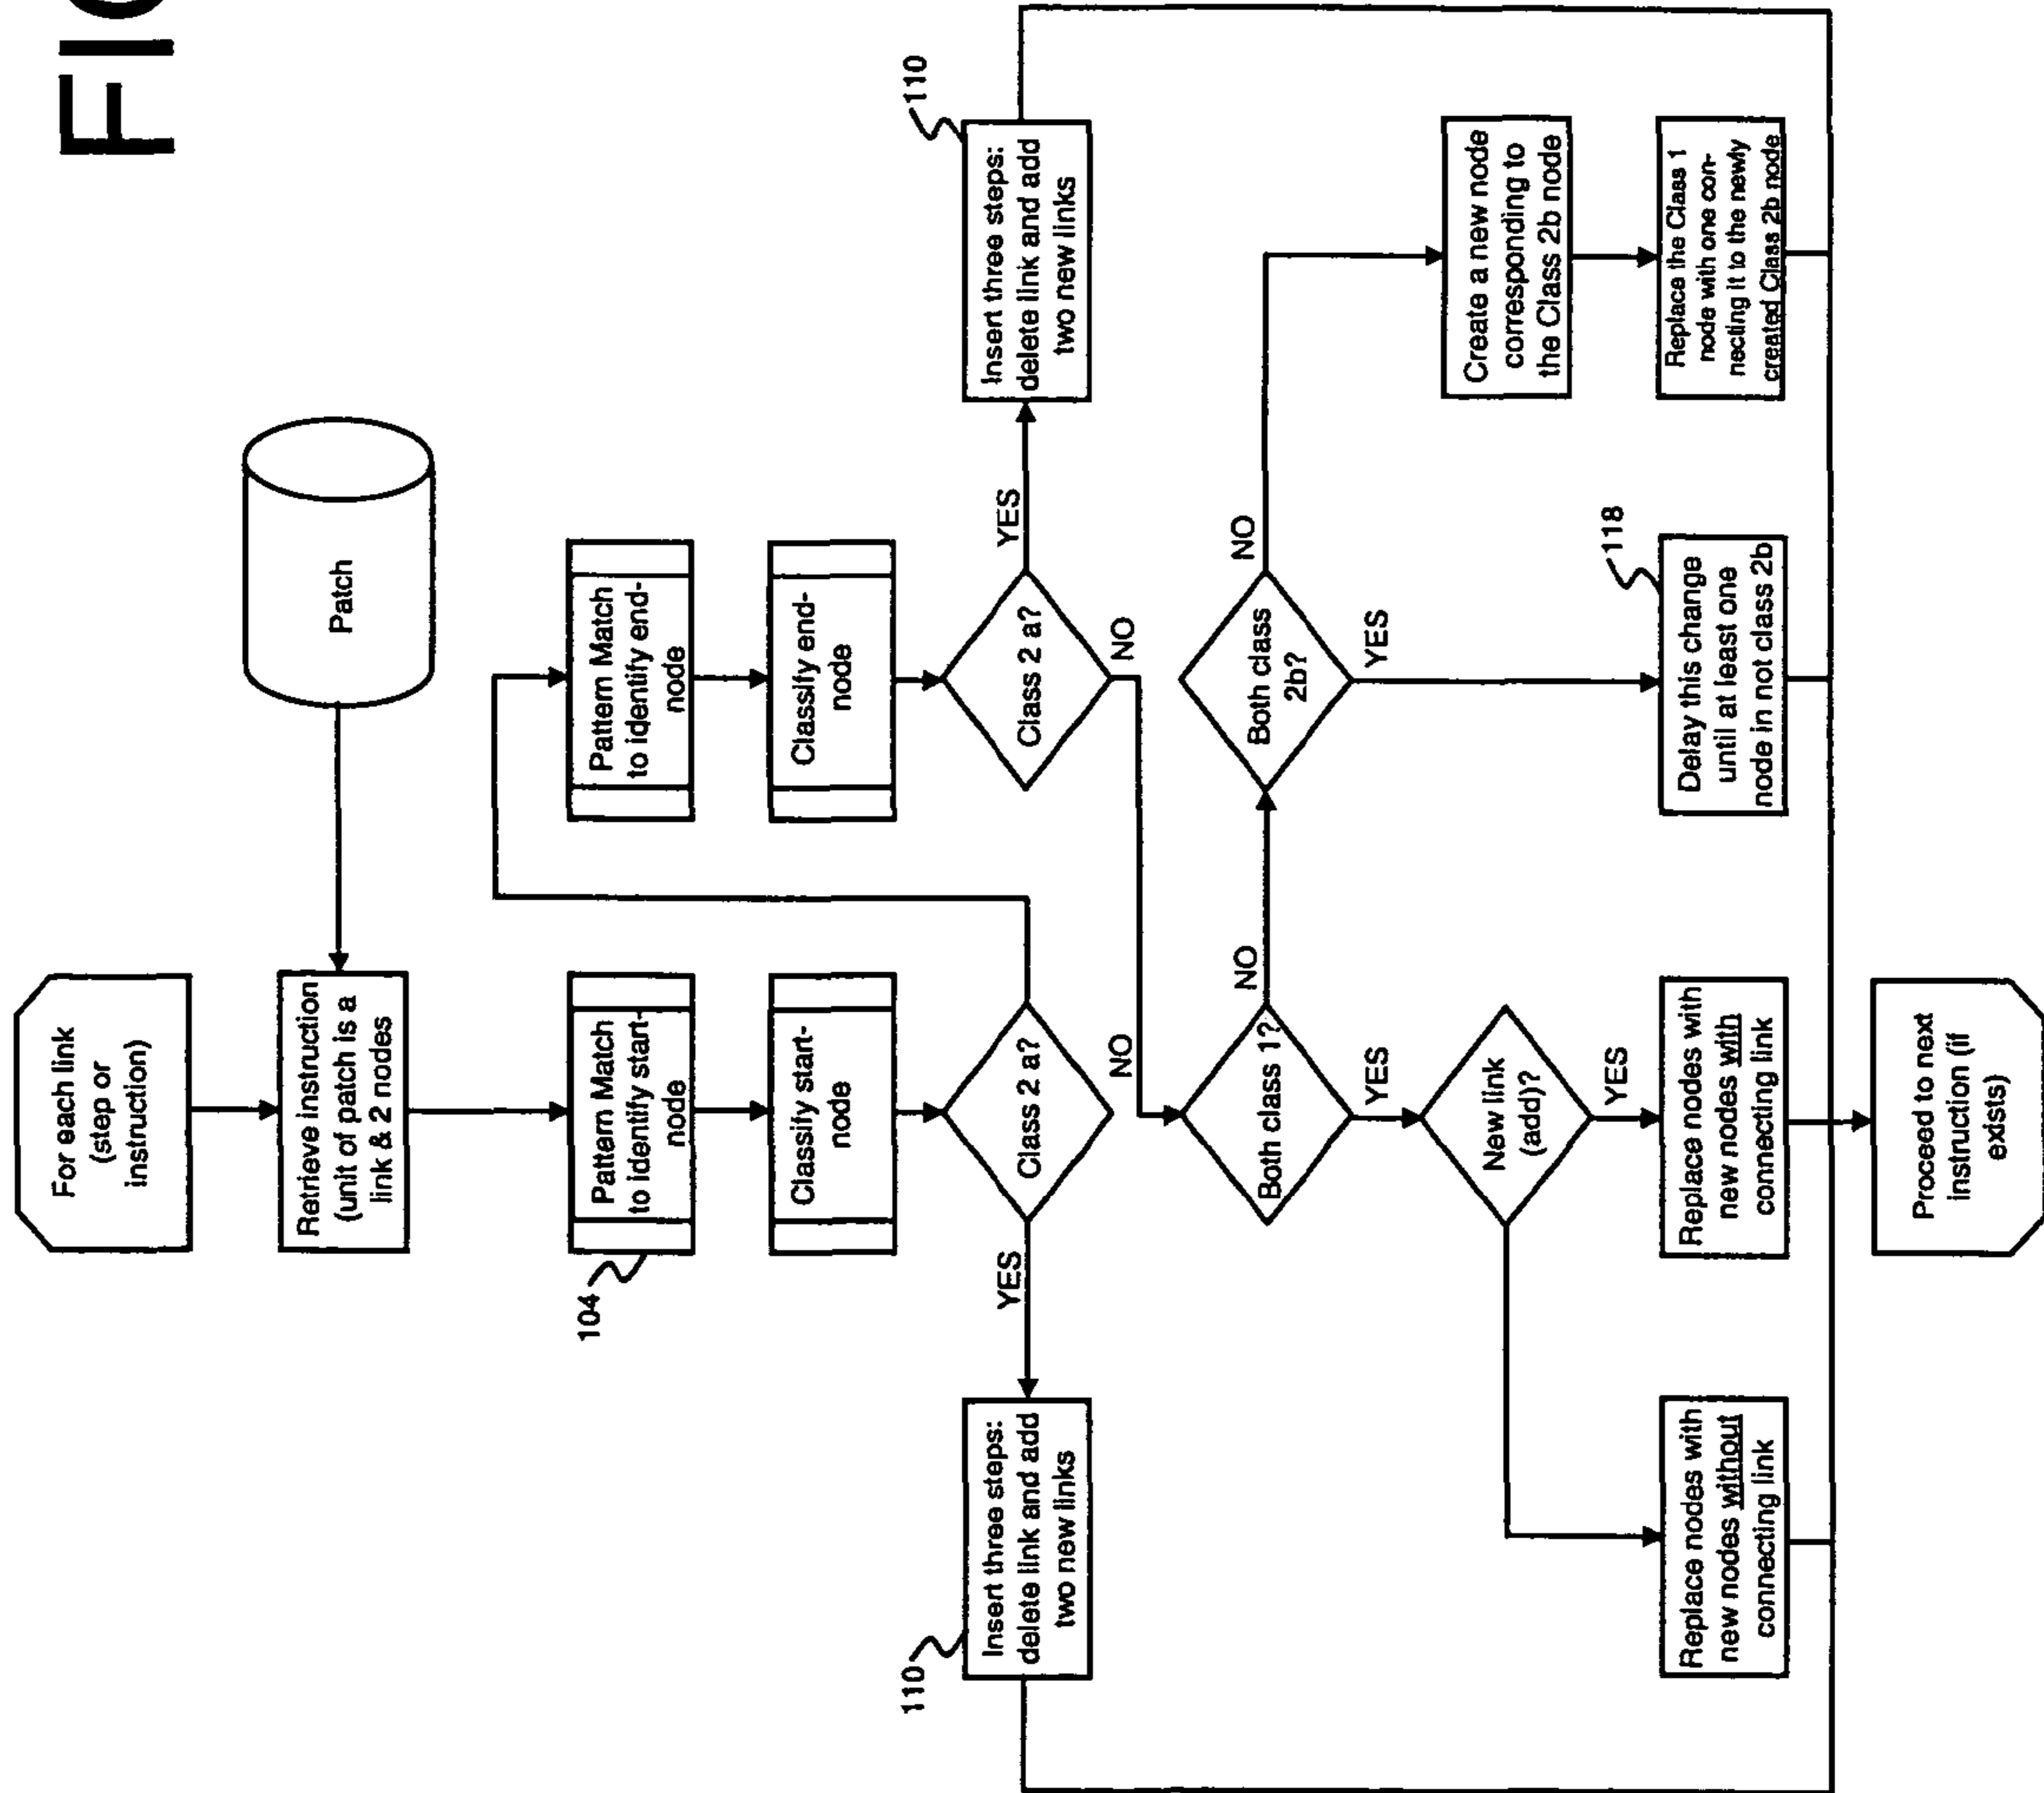 FIG
For each link
(step or
instruction)
Patch
Retrieve instruction
(unit of patch is a
link & 2 nodes
104
Pattern Match
to identify start-
node
Pattern Match
to identify end-
node
Classify start-
node
Classify end-
node
110
Insert three steps:
delete link and add
two new links
YES
Class 2 a?
NO
Class 2 a?
YES
NO
110
Insert three steps:
delete link and add
two new links
Both class 1?
NO
YES
Both class
2b?
NO
YES
New link
(add)?
YES
Create a new node
corresponding to
the Class 2b node
Replace nodes with
new nodes without
connecting link
Replace nodes with
new nodes with
connecting link
118
Delay this change
until at least one
node in not class 2b
Replace the Class 1
node with one con-
necting it to the newly
created Class 2b node
Proceed to next
instruction (if
exists)